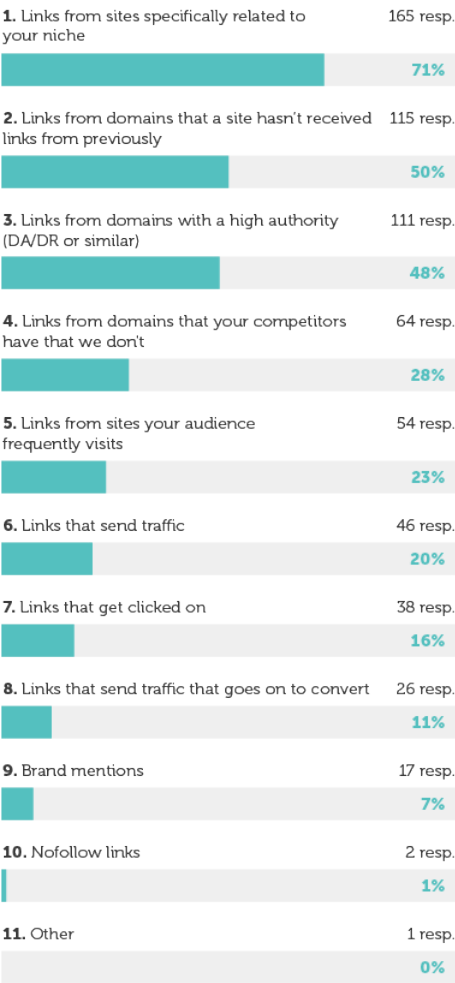 1. Links from sites specifically related to 165 resp.
your niche
71%
2. Links from domains that a site hasn't received 115 resp.
links from previously
50%
3. Links from domains with a high authority 111 resp.
(DA/DR or similar)
48%
4. Links from domains that your competitors 64 resp.
have that we don't
28%
5. Links from sites your audience 54 resp.
frequently visits
23%
6. Links that send traffic 46 resp.
20%
7. Links that get clicked on 38 resp.
16%
8. Links that send traffic that goes on to convert 26 resp.
11%
9. Brand mentions 17 resp.
7%
10. Nofollow links 2 resp.
1%
11. Other 1 resp.
0%